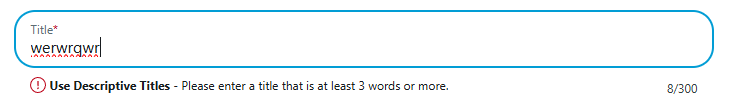 Title*
werwrqwr
Use Descriptive Titles - Please enter a title that is at least 3 words or more.
8/300